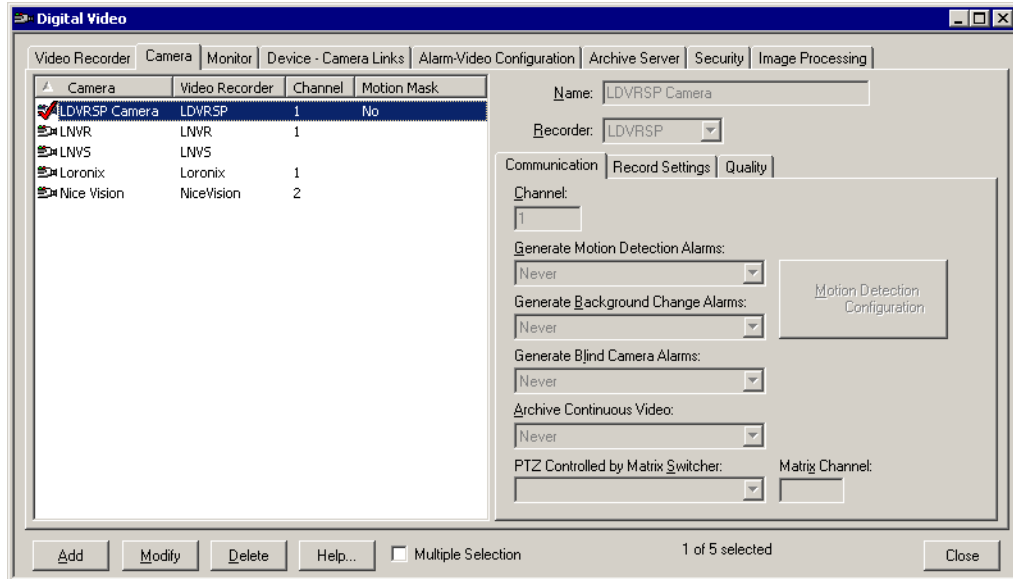 Digital Video
Video Recorder Camera Monitor Device - Camera Links Alarm-Video Configuration Archive Server Security Image Processing
Camera Video Recorder Channel Motion Mask
LDVRSP Camera LDVRSP 1 No
LNVR LNVR 1
LNVS LNVS
Loronix Loronix 1
Nice Vision NiceVision 2
Name: LDVRSP Camera
Recorder: LDVRSP
Communication Record Settings Quality
Channel:
1
Generate Motion Detection Alarms:
Never
Motion Detection
Configuration
Generate Background Change Alarms:
Never
Generate Blind Camera Alarms:
Never
Archive Continuous Video:
Never
PTZ Controlled by Matrix Switcher: Matrix Channel:
Add Modify Delete Help... Multiple Selection 1 of 5 selected Close